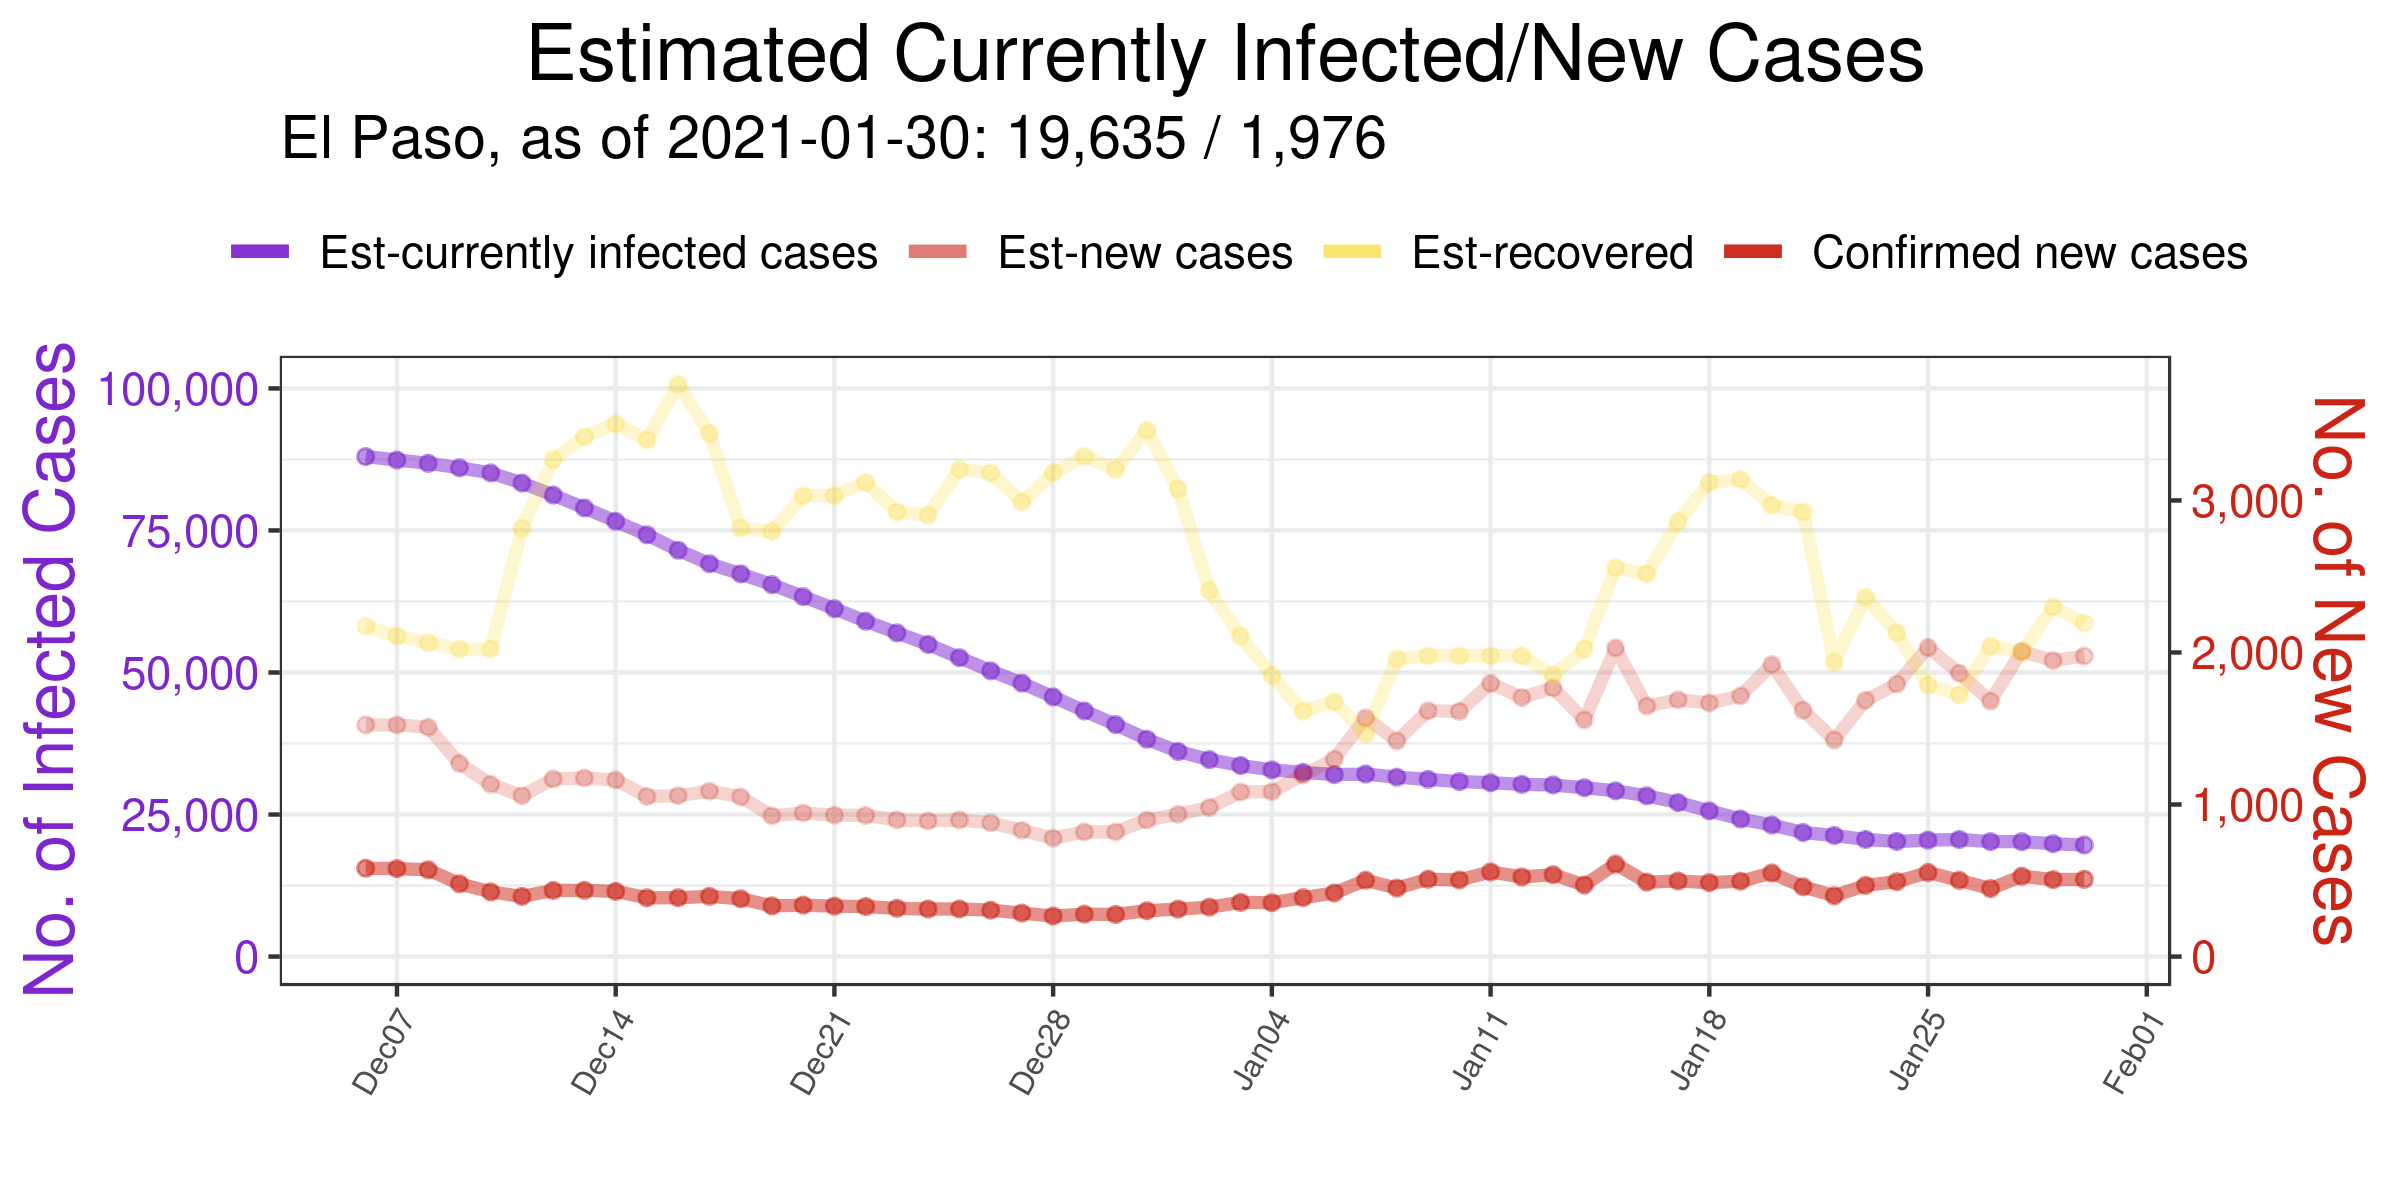 Estimated Currently Infected/New Cases
El Paso, as of 2021-01-30: 19,635 / 1,976
Est-currently infected cases Est-new cases Est-recovered Confirmed new cases
No. of Infected Cases
100,000
75,000
50,000
25,000
0
3,000
2,000
1,000
0
No. of New Cases
Dec07 Dec14 Dec21 Dec28 Jan04 Jan11 Jan18 Jan25 Feb01